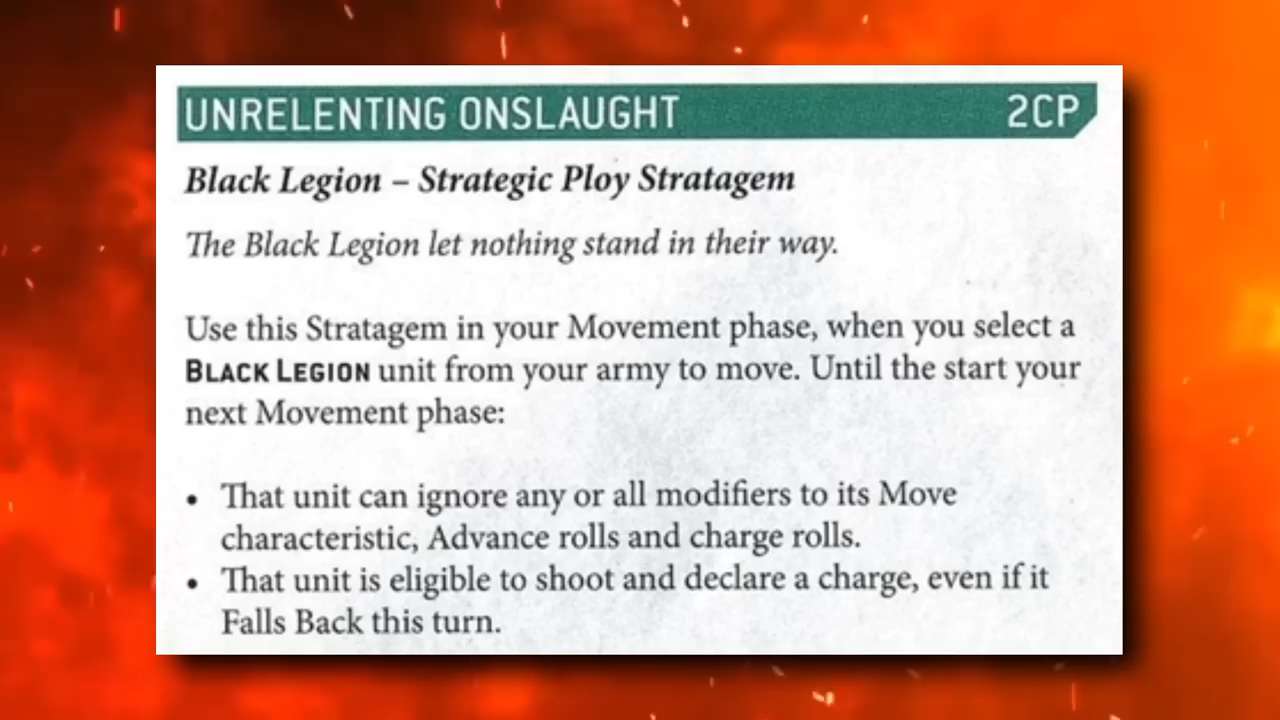 UNRELENTING ONSLAUGHT 2CP
Black Legion – Strategic Ploy Stratagem
The Black Legion let nothing stand in their way.
Use this Stratagem in your Movement phase, when you select a
BLACK LEGION unit from your army to move. Until the start your
next Movement phase:
• That unit can ignore any or all modifiers to its Move
characteristic, Advance rolls and charge rolls.
• That unit is eligible to shoot and declare a charge, even if it
Falls Back this turn.